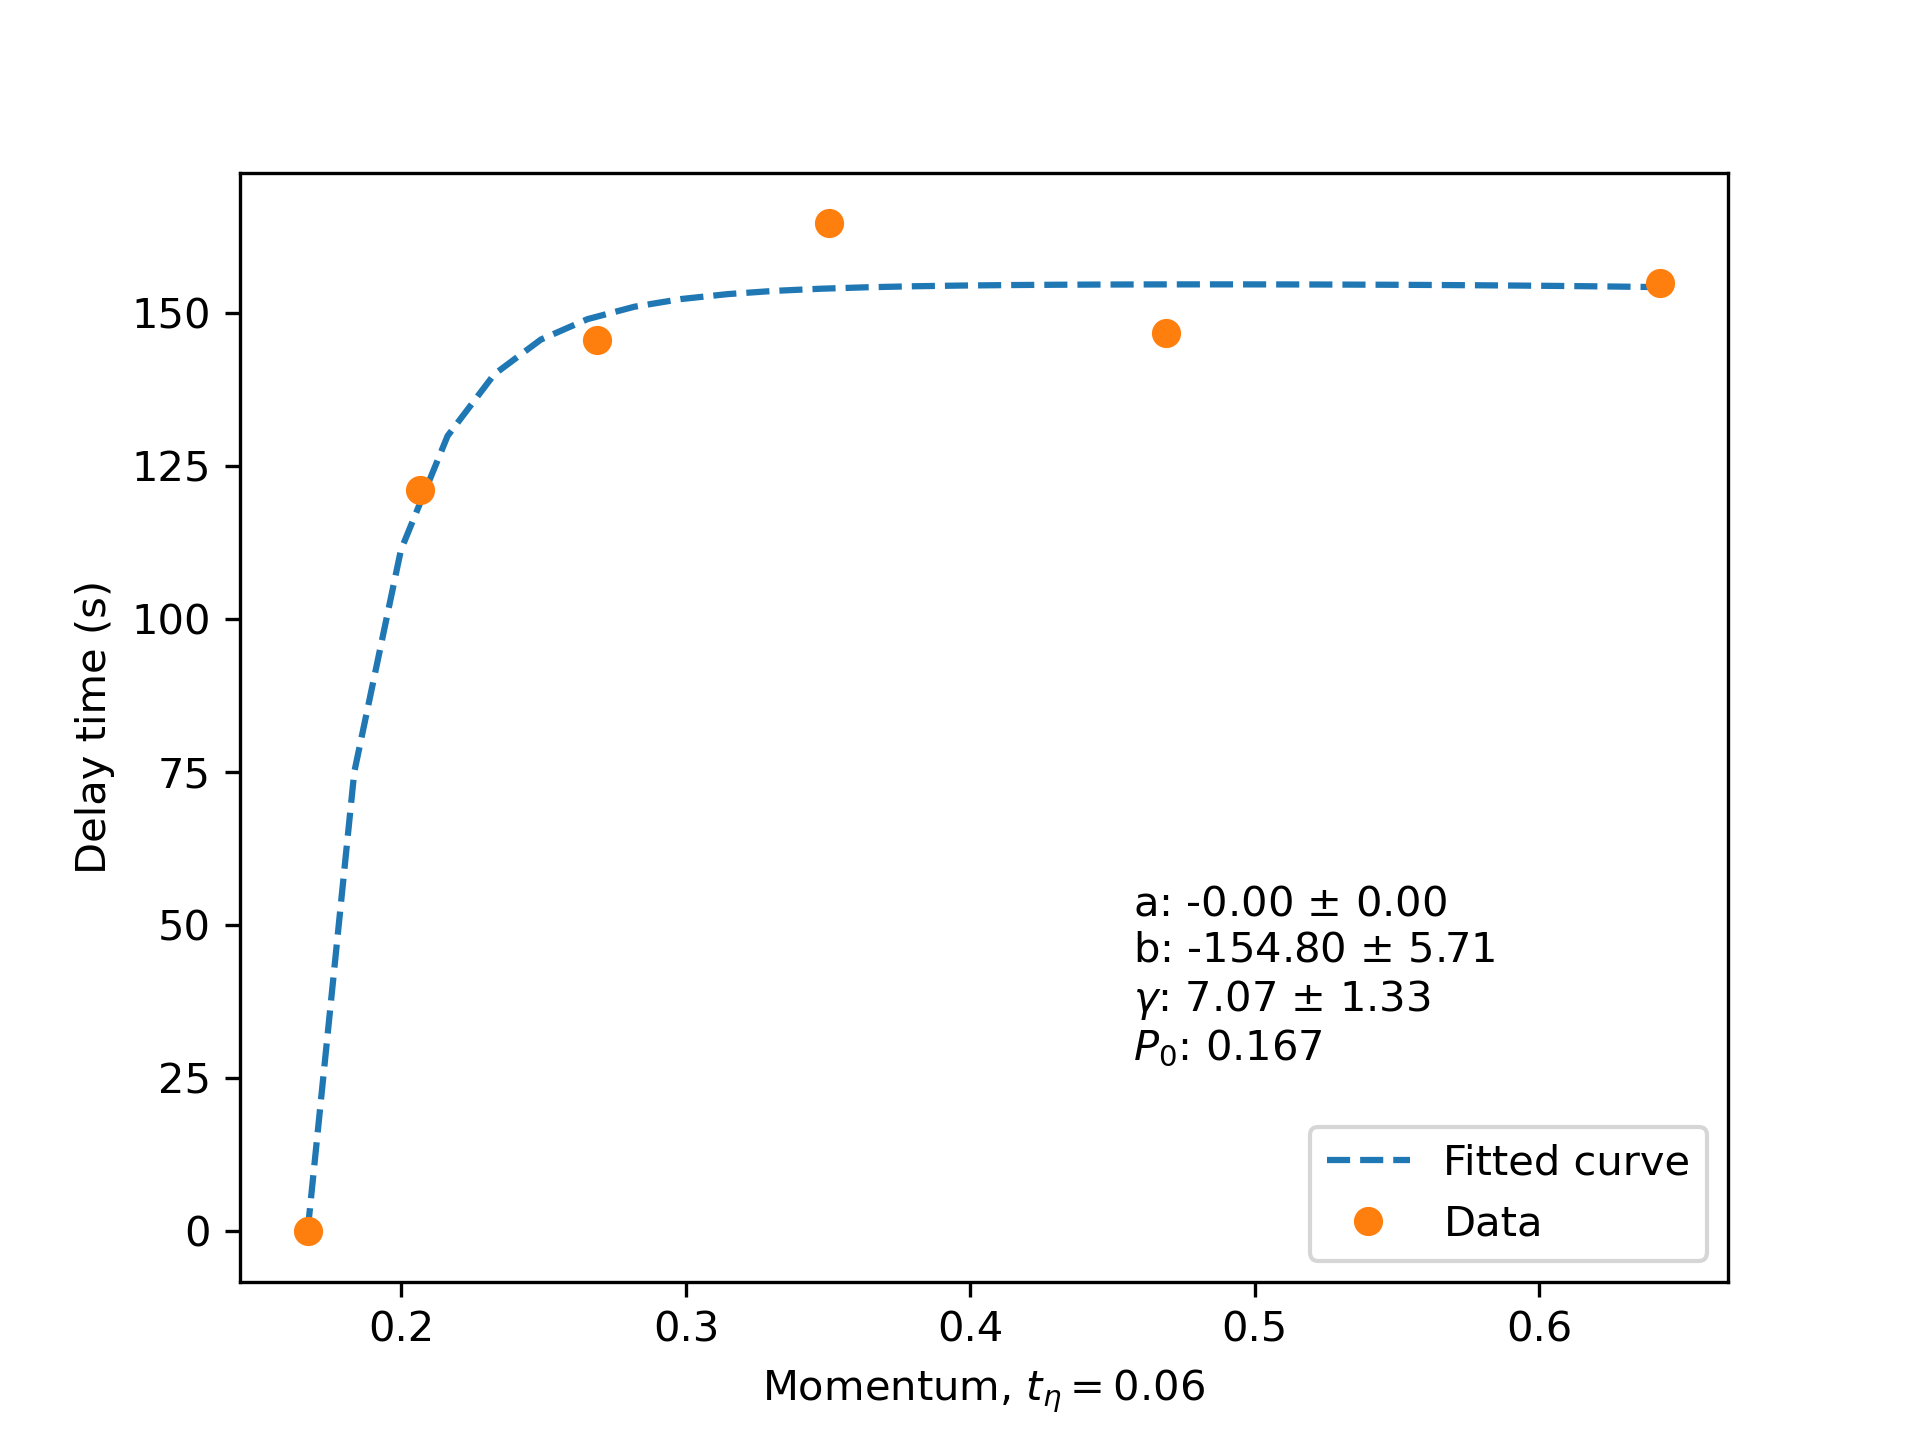 150
125
100
75
50
25
0
Delay time (s)
a: -0.00 ± 0.00
b: -154.80 ± 5.71
γ: 7.07 ± 1.33
P₀: 0.167
Fitted curve
Data
0.2 0.3 0.4 0.5 0.6
Momentum, tη = 0.06